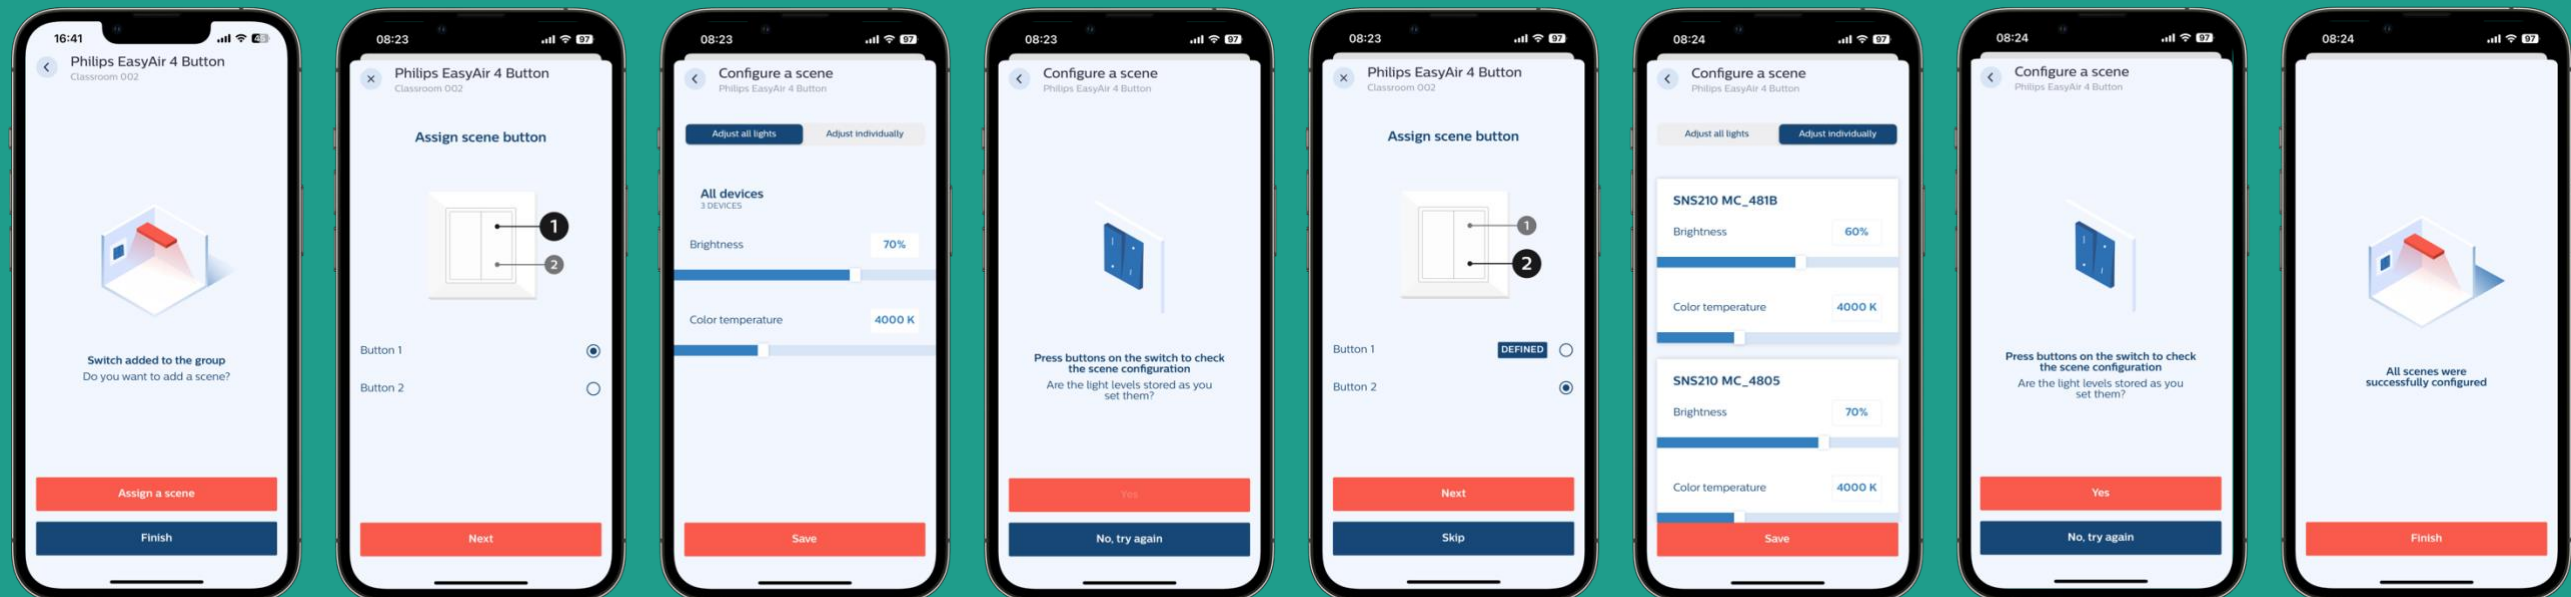 16:41
46
Philips EasyAir 4 Button
Classroom 002
Switch added to the group
Do you want to add a scene?
Assign a scene
Finish
08:23
97
Philips EasyAir 4 Button
Classroom 002
Assign scene button
1
2
Button 1
Button 2
Next
08:23
97
Configure a scene
Philips EasyAir 4 Button
Adjust all lights Adjust individually
All devices
3 DEVICES
Brightness 70%
Color temperature 4000 K
Save
08:23
97
Configure a scene
Philips EasyAir 4 Button
Press buttons on the switch to check
the scene configuration
Are the light levels stored as you
set them?
Yes
No, try again
08:23
97
Philips EasyAir 4 Button
Classroom 002
Assign scene button
1
2
Button 1 DEFINED
Button 2
Next
Skip
08:24
97
Configure a scene
Philips EasyAir 4 Button
Adjust all lights Adjust individually
SNS210 MC_481B
Brightness 60%
Color temperature 4000 K
SNS210 MC_4805
Brightness 70%
Color temperature 4000 K
Save
08:24
97
Configure a scene
Philips EasyAir 4 Button
Press buttons on the switch to check
the scene configuration
Are the light levels stored as you
set them?
Yes
No, try again
08:24
97
All scenes were
successfully configured
Finish